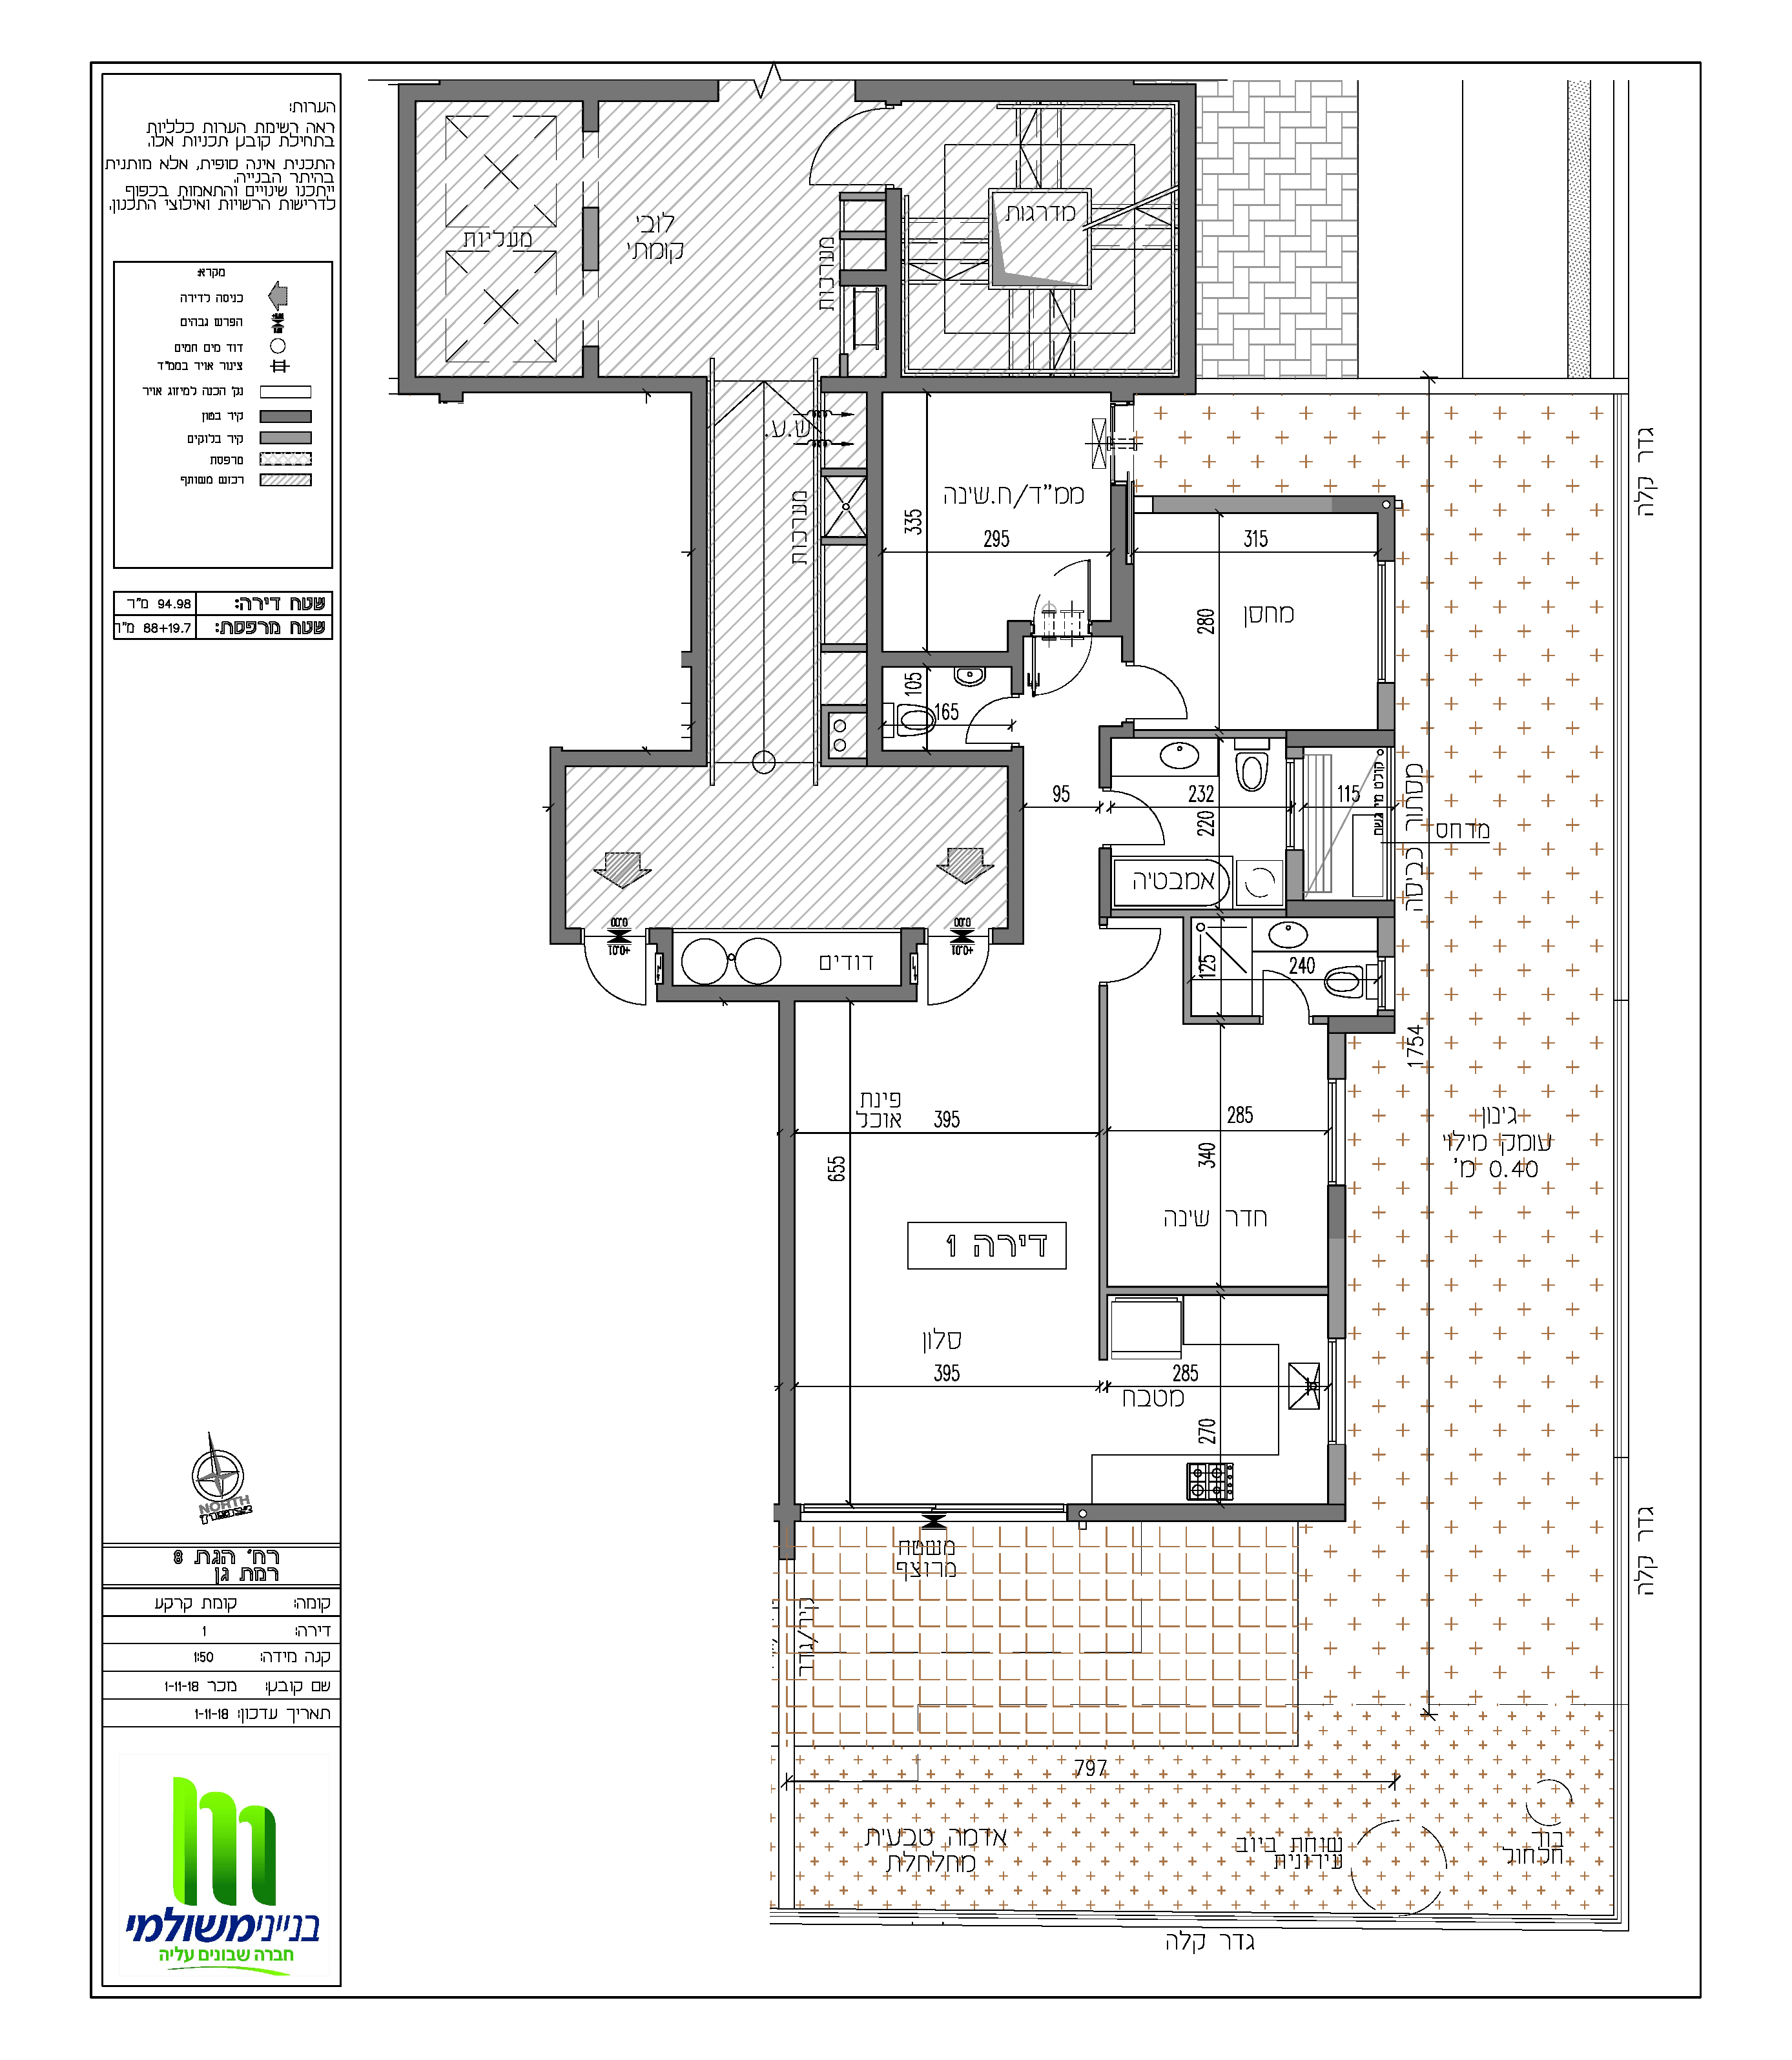 הערות:
ראה רשימת הערות כלליות
בתחילת קובץ תכניות אלו.
התכנית אינה סופית, אלא מותנית
בהיתר הבנייה.
ייתכנו שינויים והתאמות בכפוף
לדרישות הרשויות ואילוצי התכנון.
מקרא:
כניסה לדירה
הפרש גבהים
דוד מים חמים
צינור אויר בממ"ד
נק' הכנה למיזוג אויר
קיר בטון
קיר בלוקים
מרפסת
רכוש משותף
שטח דירה: 94.98 מ"ר
שטח מרפסת: 88+19.7 מ"ר
NORTH
רח' הגת 8
רמת גן
קומה: קומת קרקע
דירה: 1
קנה מידה: 1:50
שם קובץ: מכר 1-11-18
תאריך עדכון: 1-11-18
בנייני משולמי
חברה שבונים עליה
מעליות
לובי
קומתי
מערכות
מדרגות
ש.ע.
מערכות
ממ"ד/ח.שינה
335
295
315
280
מחסן
105
165
95
232
220
115
קולט מי גשם
מסתור כביסה
מדחס
אמבטיה
0.00
+0.01
0.00
+0.01
דודים
125
240
1754
גדר קלה
פינת
אוכל
395
655
285
340
חדר שינה
גינון
עומק מילוי
0.40 מ'
דירה 1
סלון
395
285
מטבח
270
משטח
מרוצף
קיר/גדר
גדר קלה
797
אדמה טבעית
מחלחלת
שוחת ביוב
עירונית
בור
חלחול
גדר קלה